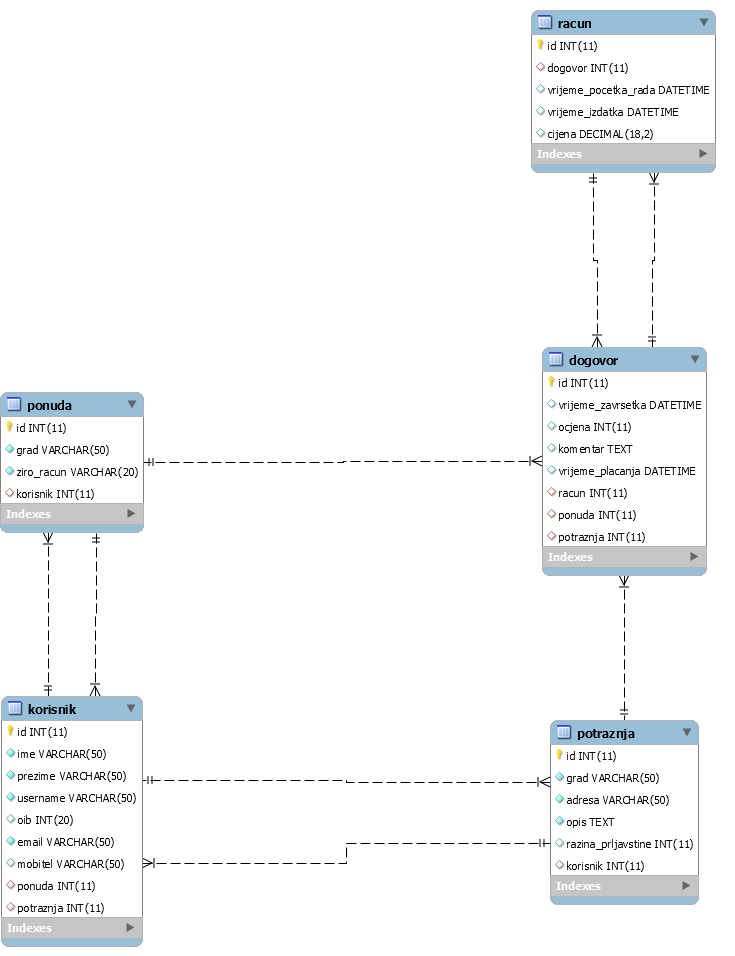 racun
id INT(11)
dogovor INT(11)
vrijeme_pocetka_rada DATETIME
vrijeme_izdatka DATETIME
cijena DECIMAL(18,2)
Indexes
dogovor
id INT(11)
vrijeme_zavrsetka DATETIME
ocjena INT(11)
komentar TEXT
vrijeme_placanja DATETIME
racun INT(11)
ponuda INT(11)
potraznja INT(11)
Indexes
ponuda
id INT(11)
grad VARCHAR(50)
ziro_racun VARCHAR(20)
korisnik INT(11)
Indexes
korisnik
id INT(11)
ime VARCHAR(50)
prezime VARCHAR(50)
username VARCHAR(50)
oib INT(20)
email VARCHAR(50)
mobitel VARCHAR(50)
ponuda INT(11)
potraznja INT(11)
Indexes
potraznja
id INT(11)
grad VARCHAR(50)
adresa VARCHAR(50)
opis TEXT
razina_prljavstine INT(11)
korisnik INT(11)
Indexes